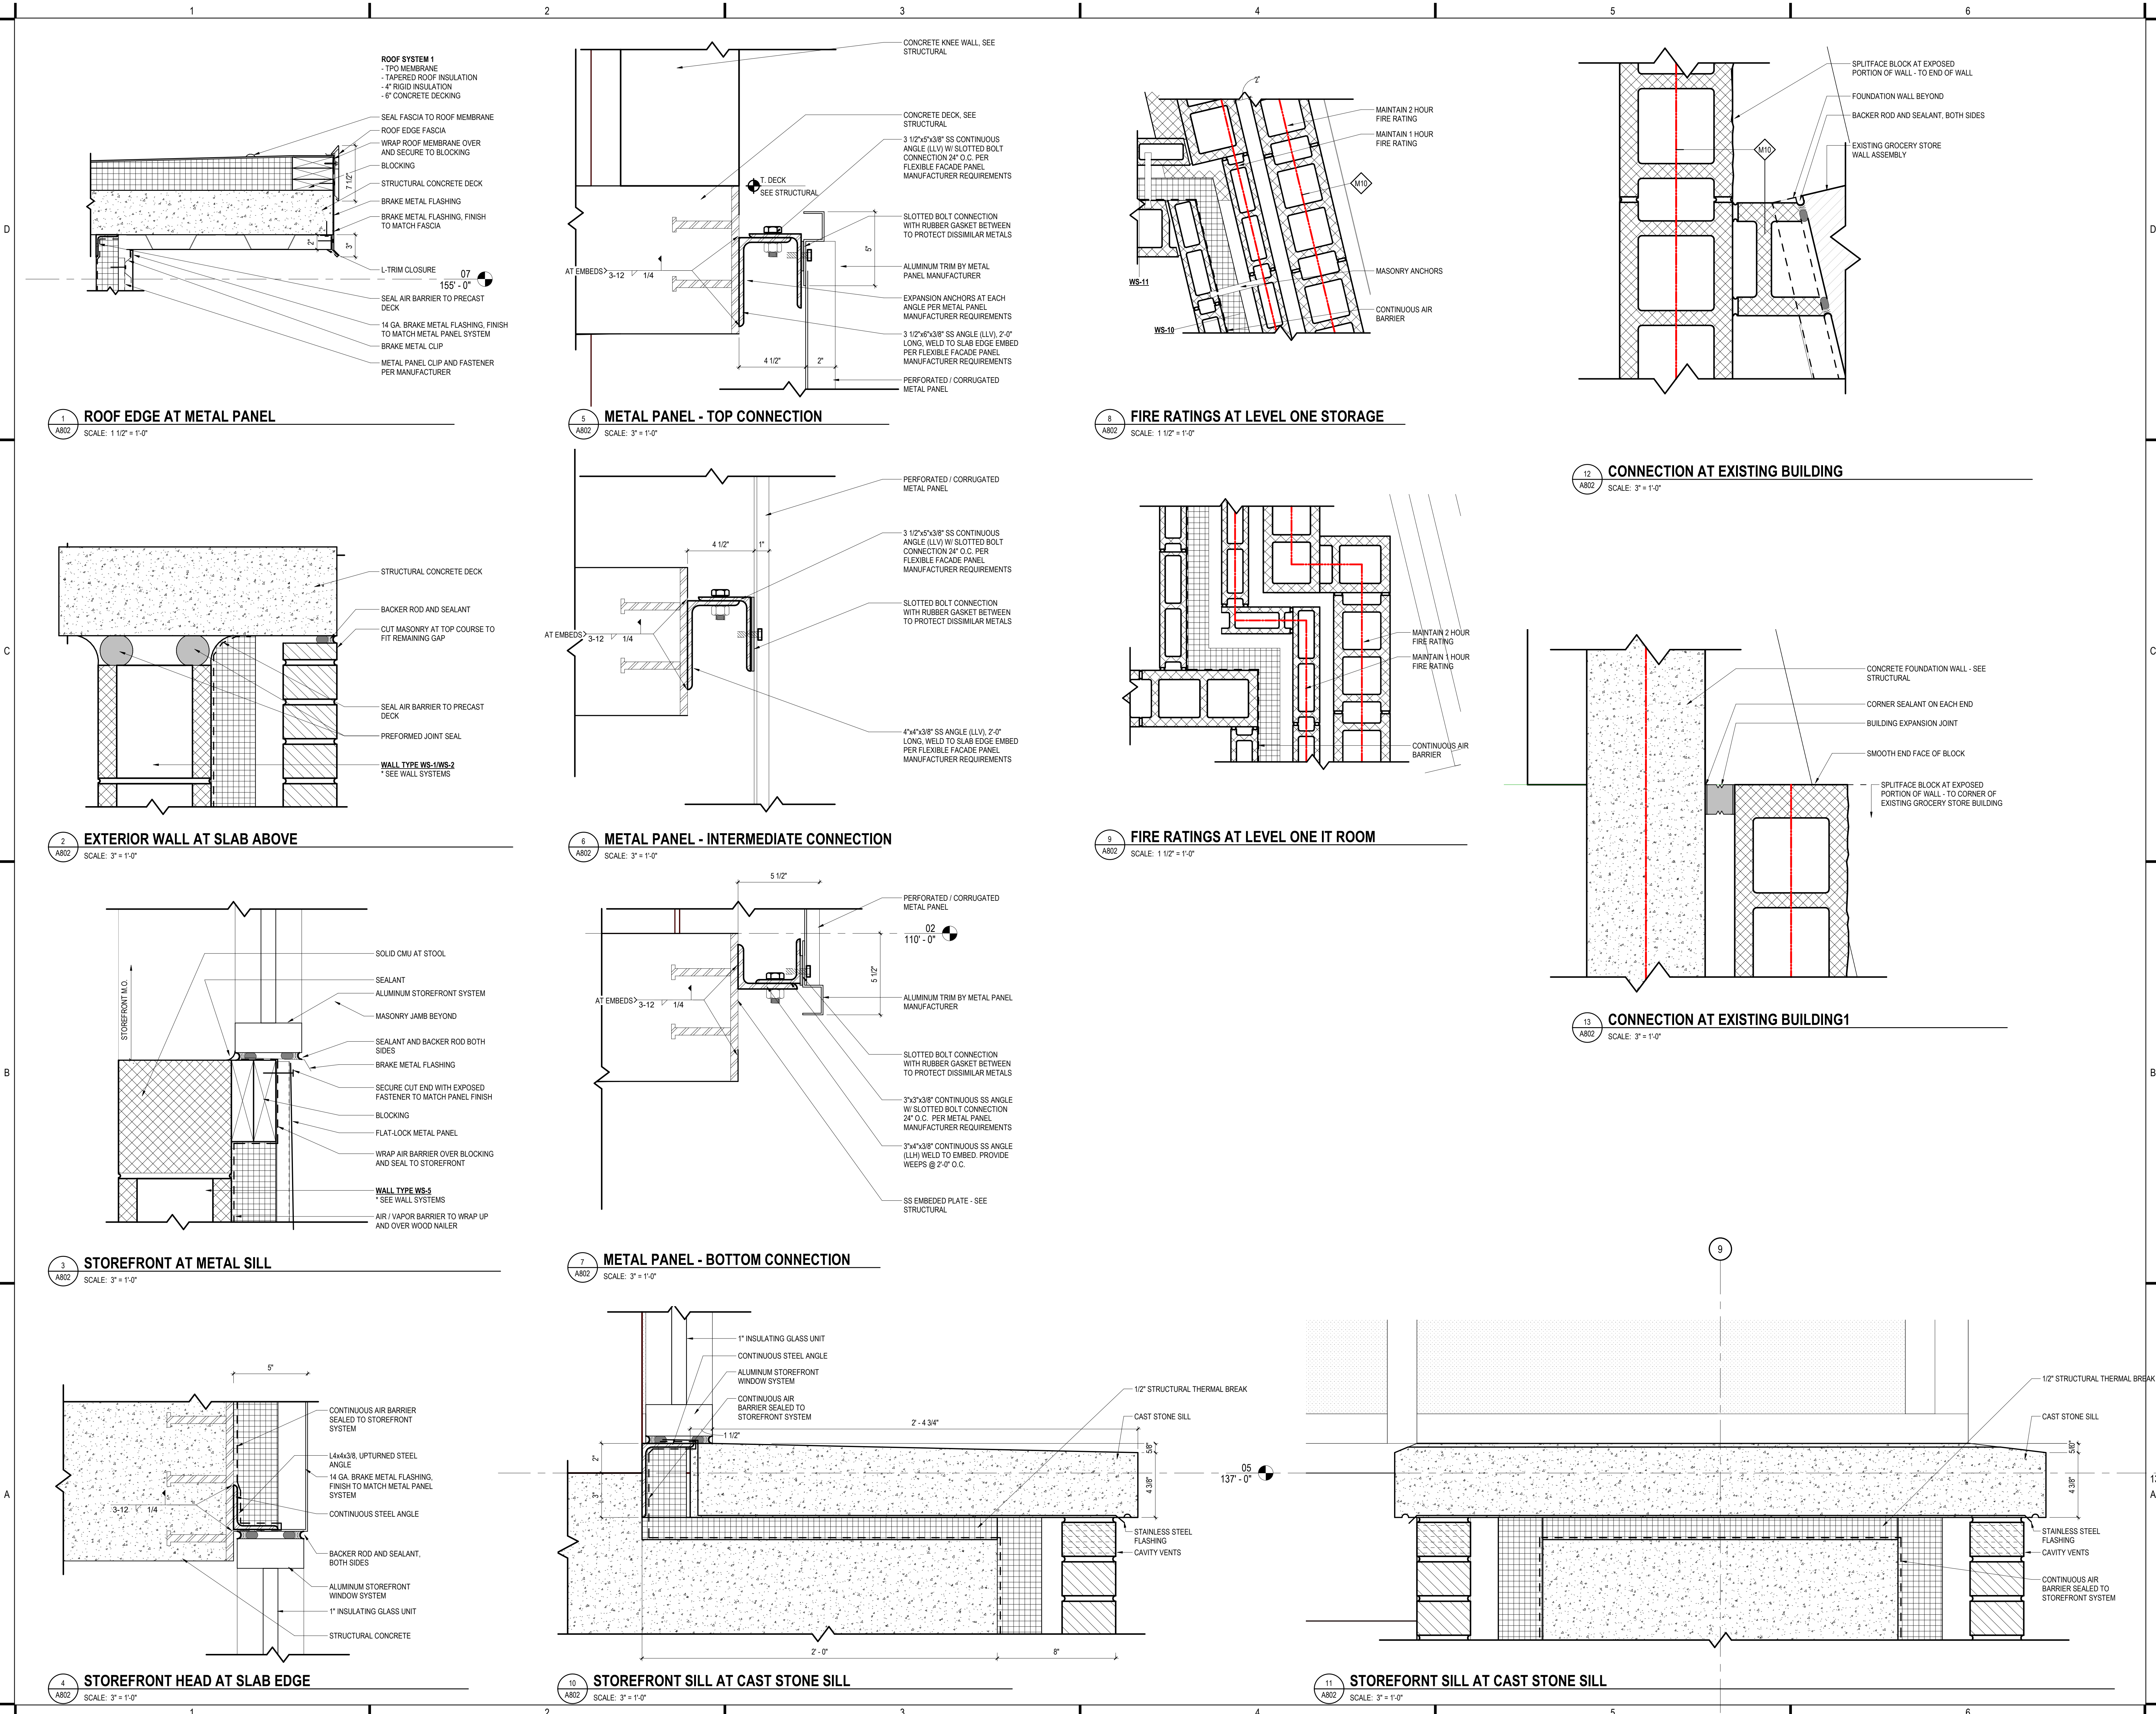 1
2
3
4
5
6
D
C
B
A
ROOF SYSTEM 1
- TPO MEMBRANE
- TAPERED ROOF INSULATION
- 4" RIGID INSULATION
- 6" CONCRETE DECKING
SEAL FASCIA TO ROOF MEMBRANE
ROOF EDGE FASCIA
WRAP ROOF MEMBRANE OVER
AND SECURE TO BLOCKING
BLOCKING
STRUCTURAL CONCRETE DECK
BRAKE METAL FLASHING
BRAKE METAL FLASHING, FINISH
TO MATCH FASCIA
L-TRIM CLOSURE
07
155' - 0"
SEAL AIR BARRIER TO PRECAST
DECK
14 GA. BRAKE METAL FLASHING, FINISH
TO MATCH METAL PANEL SYSTEM
BRAKE METAL CLIP
METAL PANEL CLIP AND FASTENER
PER MANUFACTURER
7 1/2"
2"
3"
1
A802
ROOF EDGE AT METAL PANEL
SCALE: 1 1/2" = 1'-0"
CONCRETE KNEE WALL, SEE
STRUCTURAL
CONCRETE DECK, SEE
STRUCTURAL
3 1/2"x5"x3/8" SS CONTINUOUS
ANGLE (LLV) W/ SLOTTED BOLT
CONNECTION 24" O.C. PER
FLEXIBLE FACADE PANEL
MANUFACTURER REQUIREMENTS
T. DECK
SEE STRUCTURAL
SLOTTED BOLT CONNECTION
WITH RUBBER GASKET BETWEEN
TO PROTECT DISSIMILAR METALS
5"
AT EMBEDS
3-12
1/4
ALUMINUM TRIM BY METAL
PANEL MANUFACTURER
EXPANSION ANCHORS AT EACH
ANGLE PER METAL PANEL
MANUFACTURER REQUIREMENTS
3 1/2"x6"x3/8" SS ANGLE (LLV), 2'-0"
LONG, WELD TO SLAB EDGE EMBED
PER FLEXIBLE FACADE PANEL
MANUFACTURER REQUIREMENTS
4 1/2"
2"
PERFORATED / CORRUGATED
METAL PANEL
5
A802
METAL PANEL - TOP CONNECTION
SCALE: 3" = 1'-0"
2"
MAINTAIN 2 HOUR
FIRE RATING
MAINTAIN 1 HOUR
FIRE RATING
M10
MASONRY ANCHORS
WS-11
CONTINUOUS AIR
BARRIER
WS-10
8
A802
FIRE RATINGS AT LEVEL ONE STORAGE
SCALE: 1 1/2" = 1'-0"
SPLITFACE BLOCK AT EXPOSED
PORTION OF WALL - TO END OF WALL
FOUNDATION WALL BEYOND
BACKER ROD AND SEALANT, BOTH SIDES
M10
EXISTING GROCERY STORE
WALL ASSEMBLY
12
A802
CONNECTION AT EXISTING BUILDING
SCALE: 3" = 1'-0"
STRUCTURAL CONCRETE DECK
BACKER ROD AND SEALANT
CUT MASONRY AT TOP COURSE TO
FIT REMAINING GAP
SEAL AIR BARRIER TO PRECAST
DECK
PREFORMED JOINT SEAL
WALL TYPE WS-1/WS-2
* SEE WALL SYSTEMS
2
A802
EXTERIOR WALL AT SLAB ABOVE
SCALE: 3" = 1'-0"
PERFORATED / CORRUGATED
METAL PANEL
4 1/2"
1"
3 1/2"x5"x3/8" SS CONTINUOUS
ANGLE (LLV) W/ SLOTTED BOLT
CONNECTION 24" O.C. PER
FLEXIBLE FACADE PANEL
MANUFACTURER REQUIREMENTS
SLOTTED BOLT CONNECTION
WITH RUBBER GASKET BETWEEN
TO PROTECT DISSIMILAR METALS
AT EMBEDS
3-12
1/4
4"x4"x3/8" SS ANGLE (LLV), 2'-0"
LONG, WELD TO SLAB EDGE EMBED
PER FLEXIBLE FACADE PANEL
MANUFACTURER REQUIREMENTS
6
A802
METAL PANEL - INTERMEDIATE CONNECTION
SCALE: 3" = 1'-0"
MAINTAIN 2 HOUR
FIRE RATING
MAINTAIN 1 HOUR
FIRE RATING
CONTINUOUS AIR
BARRIER
9
A802
FIRE RATINGS AT LEVEL ONE IT ROOM
SCALE: 1 1/2" = 1'-0"
CONCRETE FOUNDATION WALL - SEE
STRUCTURAL
CORNER SEALANT ON EACH END
BUILDING EXPANSION JOINT
SMOOTH END FACE OF BLOCK
SPLITFACE BLOCK AT EXPOSED
PORTION OF WALL - TO CORNER OF
EXISTING GROCERY STORE BUILDING
13
A802
CONNECTION AT EXISTING BUILDING1
SCALE: 3" = 1'-0"
STOREFRONT M.O.
SOLID CMU AT STOOL
SEALANT
ALUMINUM STOREFRONT SYSTEM
MASONRY JAMB BEYOND
SEALANT AND BACKER ROD BOTH
SIDES
BRAKE METAL FLASHING
SECURE CUT END WITH EXPOSED
FASTENER TO MATCH PANEL FINISH
BLOCKING
FLAT-LOCK METAL PANEL
WRAP AIR BARRIER OVER BLOCKING
AND SEAL TO STOREFRONT
WALL TYPE WS-5
* SEE WALL SYSTEMS
AIR / VAPOR BARRIER TO WRAP UP
AND OVER WOOD NAILER
3
A802
STOREFRONT AT METAL SILL
SCALE: 3" = 1'-0"
5 1/2"
PERFORATED / CORRUGATED
METAL PANEL
02
110' - 0"
5 1/2"
AT EMBEDS
3-12
1/4
ALUMINUM TRIM BY METAL PANEL
MANUFACTURER
SLOTTED BOLT CONNECTION
WITH RUBBER GASKET BETWEEN
TO PROTECT DISSIMILAR METALS
3"x3"x3/8" CONTINUOUS SS ANGLE
W/ SLOTTED BOLT CONNECTION
24" O.C. PER METAL PANEL
MANUFACTURER REQUIREMENTS
3"x4"x3/8" CONTINUOUS SS ANGLE
(LLH) WELD TO EMBED. PROVIDE
WEEPS @ 2'-0" O.C.
SS EMBEDED PLATE - SEE
STRUCTURAL
7
A802
METAL PANEL - BOTTOM CONNECTION
SCALE: 3" = 1'-0"
5"
CONTINUOUS AIR BARRIER
SEALED TO STOREFRONT
SYSTEM
L4x4x3/8, UPTURNED STEEL
ANGLE
14 GA. BRAKE METAL FLASHING,
FINISH TO MATCH METAL PANEL
SYSTEM
3-12
1/4
CONTINUOUS STEEL ANGLE
BACKER ROD AND SEALANT,
BOTH SIDES
ALUMINUM STOREFRONT
WINDOW SYSTEM
1" INSULATING GLASS UNIT
STRUCTURAL CONCRETE
4
A802
STOREFRONT HEAD AT SLAB EDGE
SCALE: 3" = 1'-0"
1" INSULATING GLASS UNIT
CONTINUOUS STEEL ANGLE
ALUMINUM STOREFRONT
WINDOW SYSTEM
CONTINUOUS AIR
BARRIER SEALED TO
STOREFRONT SYSTEM
1/2" STRUCTURAL THERMAL BREAK
CAST STONE SILL
2' - 4 3/4"
1 1/2"
2"
3"
5/8"
4 3/8"
05
137' - 0"
STAINLESS STEEL
FLASHING
CAVITY VENTS
2' - 0"
8"
10
A802
STOREFRONT SILL AT CAST STONE SILL
SCALE: 3" = 1'-0"
9
1/2" STRUCTURAL THERMAL BREAK
CAST STONE SILL
5/8"
4 3/8"
STAINLESS STEEL
FLASHING
CAVITY VENTS
CONTINUOUS AIR
BARRIER SEALED TO
STOREFRONT SYSTEM
11
A802
STOREFORNT SILL AT CAST STONE SILL
SCALE: 3" = 1'-0"
D
C
B
A
1
2
3
4
5
6